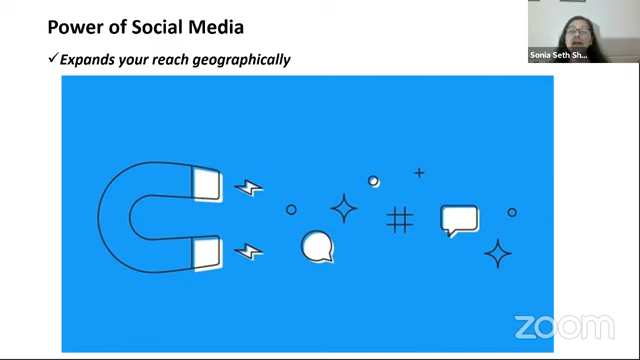 Power of Social Media
✓Expands your reach geographically
Sonia Seth Sh...
zoom